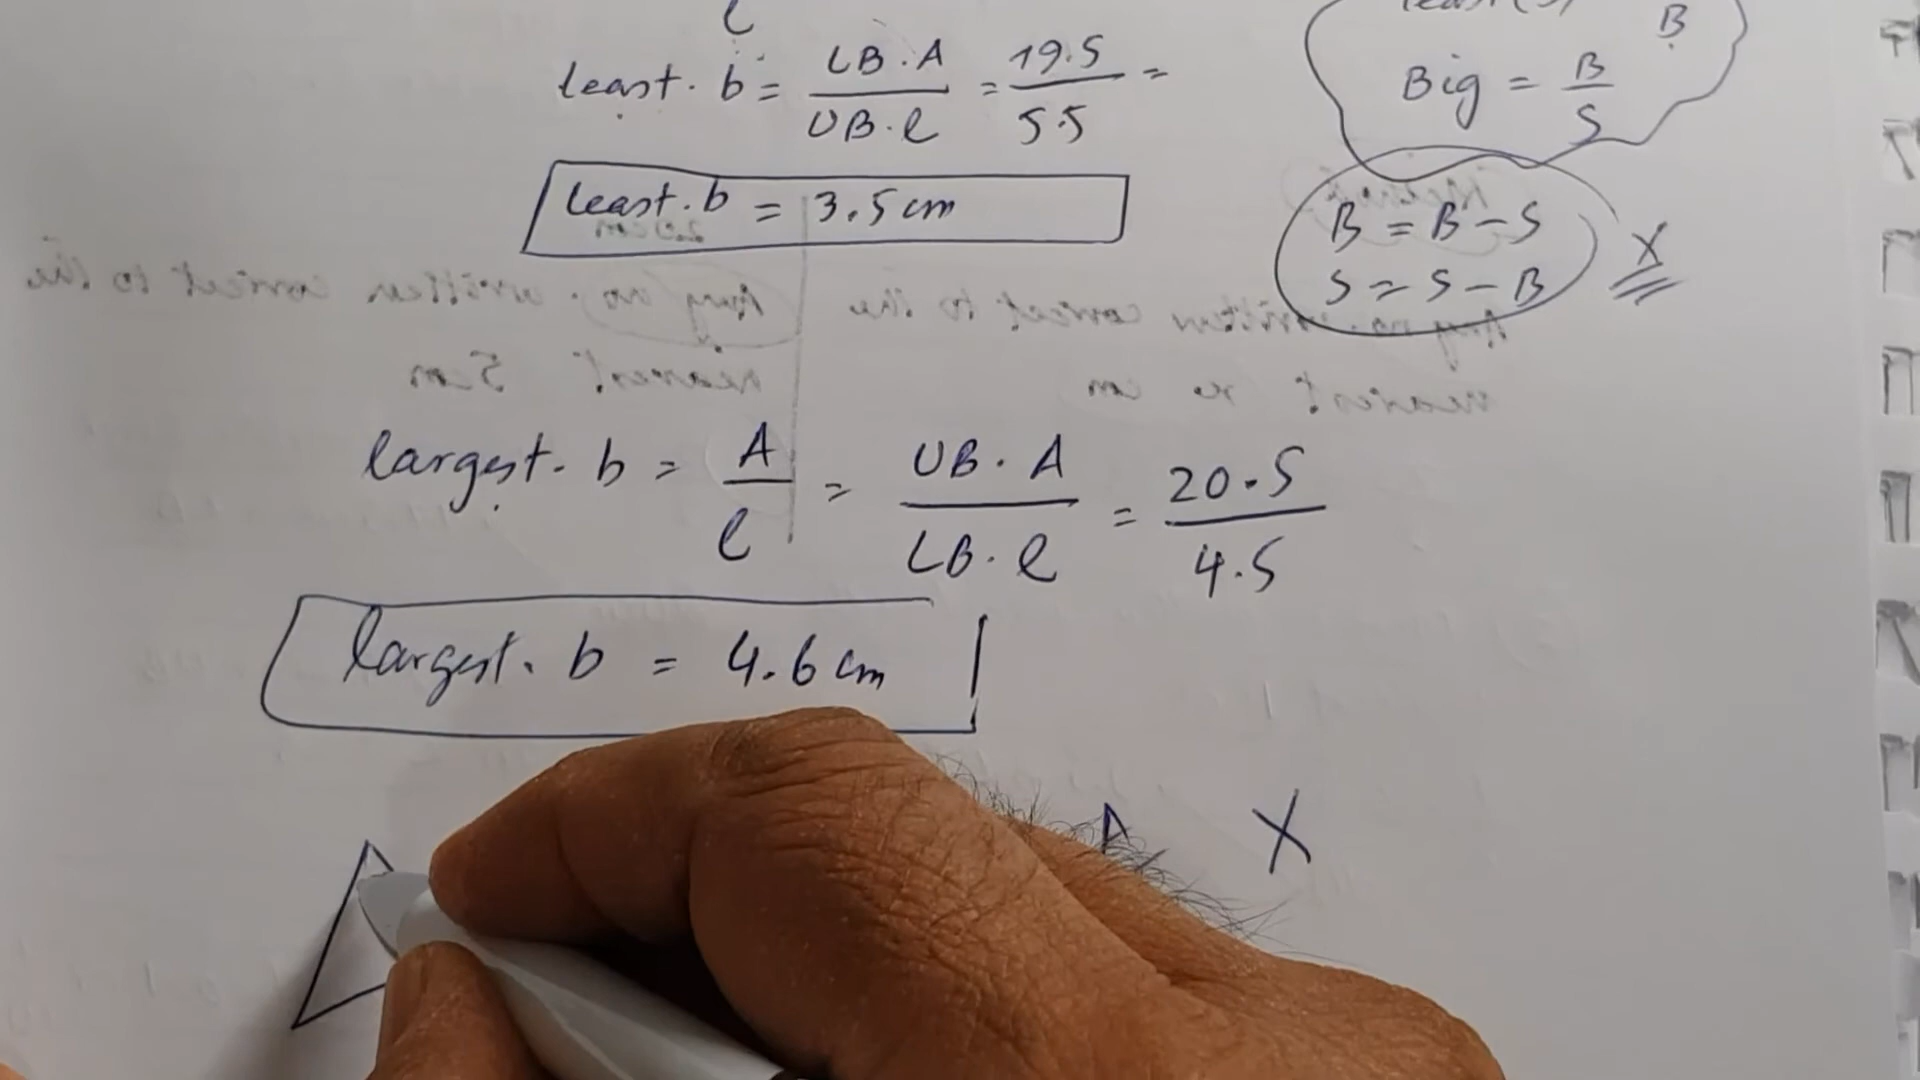 l
least. b = LB. A / UB. l = 19.5 / 5.5 =
B
Big = B / S
least. b = 3.5 cm
B = B - S
S = S - B
X
largest. b = A / l = UB. A / LB. l = 20.5 / 4.5
largest. b = 4.6 cm
X